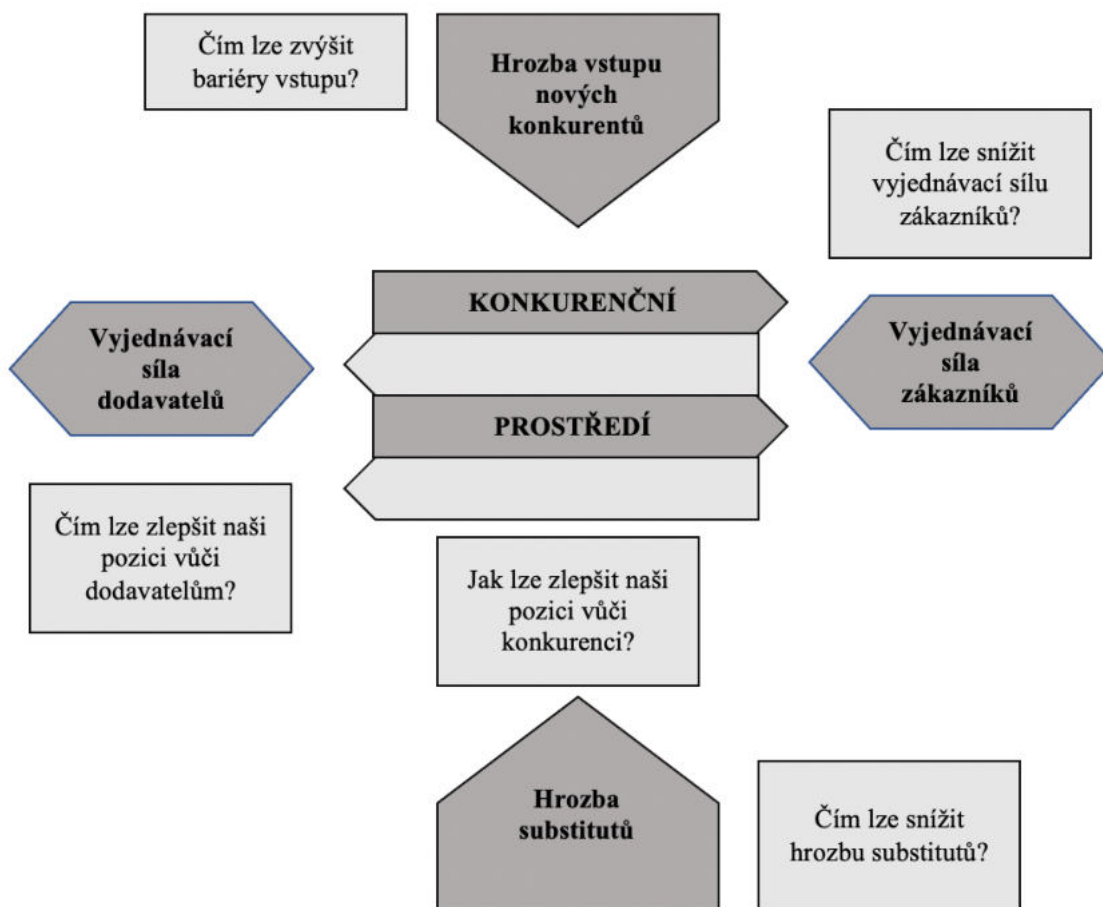 Čím lze zvýšit
bariéry vstupu?
Hrozba vstupu
nových
konkurentů
Čím lze snížit
vyjednávací sílu
zákazníků?
KONKURENČNÍ
Vyjednávací
síla
dodavatelů
Vyjednávací
síla
zákazníků
PROSTŘEDÍ
Čím lze zlepšit naši
pozici vůči
dodavatelům?
Jak lze zlepšit naši
pozici vůči
konkurenci?
Hrozba
substitutů
Čím lze snížit
hrozbu substitutů?